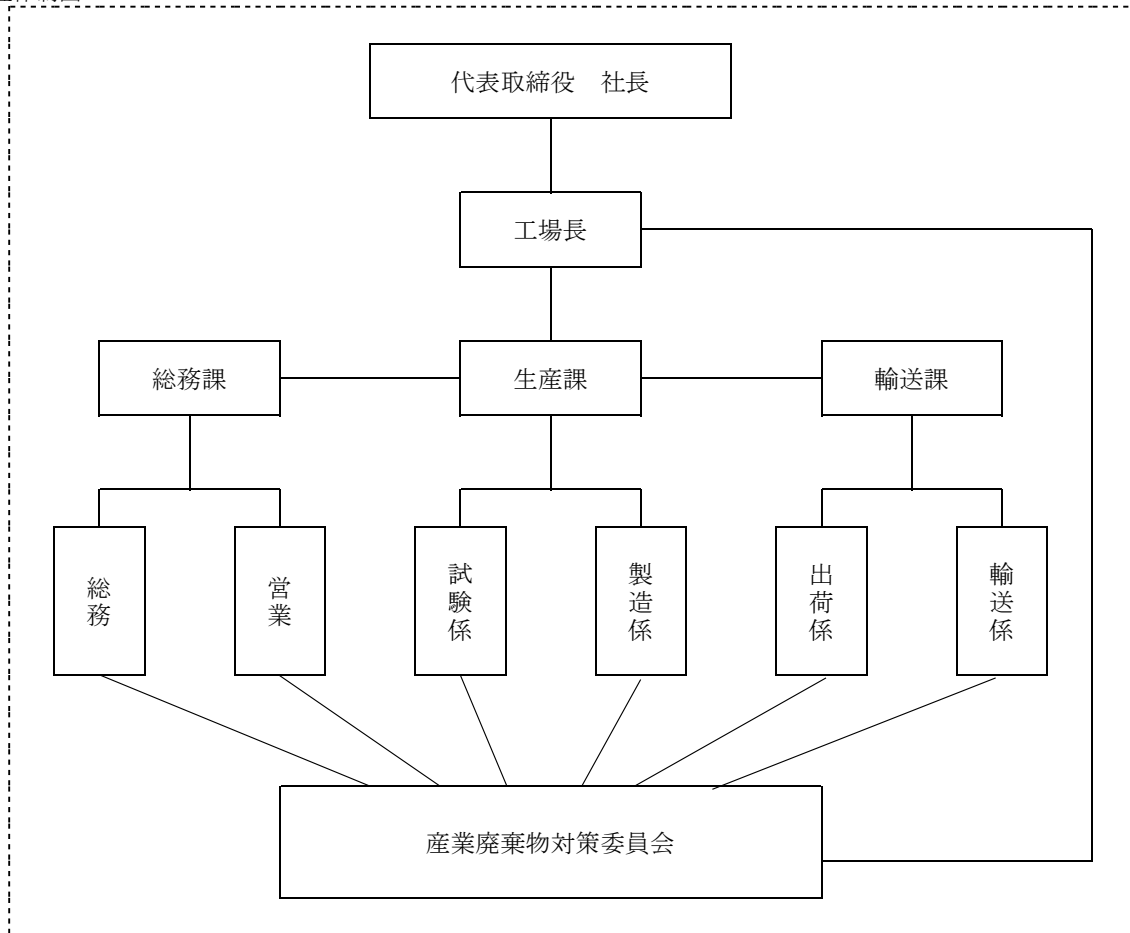 代表取締役　社長
工場長
総務課
生産課
輸送課
総務
営業
試験係
製造係
出荷係
輸送係
産業廃棄物対策委員会